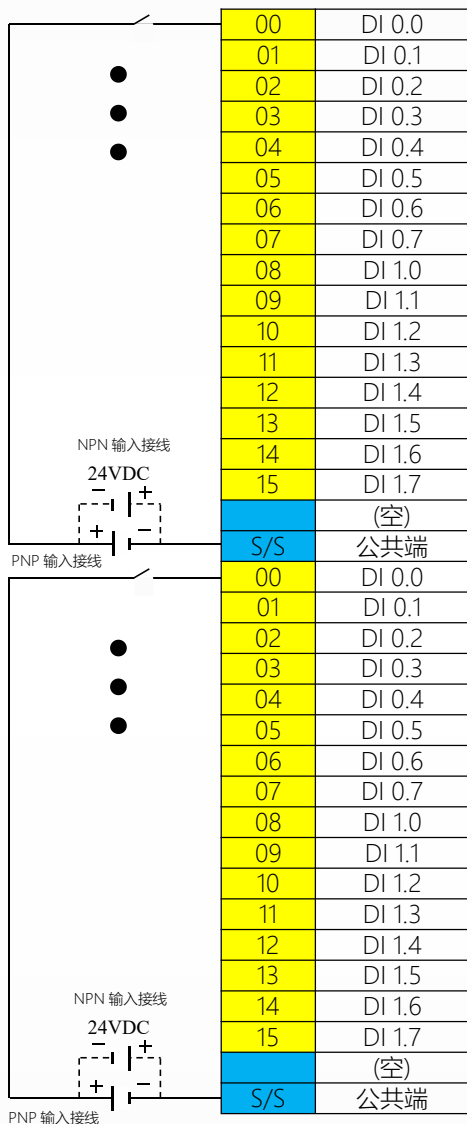 00 DI 0.0
01 DI 0.1
02 DI 0.2
03 DI 0.3
04 DI 0.4
05 DI 0.5
06 DI 0.6
07 DI 0.7
08 DI 1.0
09 DI 1.1
10 DI 1.2
11 DI 1.3
12 DI 1.4
13 DI 1.5
NPN 输入接线
14 DI 1.6
24VDC
15 DI 1.7
− +
(空)
+ −
S/S 公共端
PNP 输入接线
00 DI 0.0
01 DI 0.1
02 DI 0.2
03 DI 0.3
04 DI 0.4
05 DI 0.5
06 DI 0.6
07 DI 0.7
08 DI 1.0
09 DI 1.1
10 DI 1.2
11 DI 1.3
12 DI 1.4
13 DI 1.5
NPN 输入接线
14 DI 1.6
24VDC
15 DI 1.7
− +
(空)
+ −
S/S 公共端
PNP 输入接线